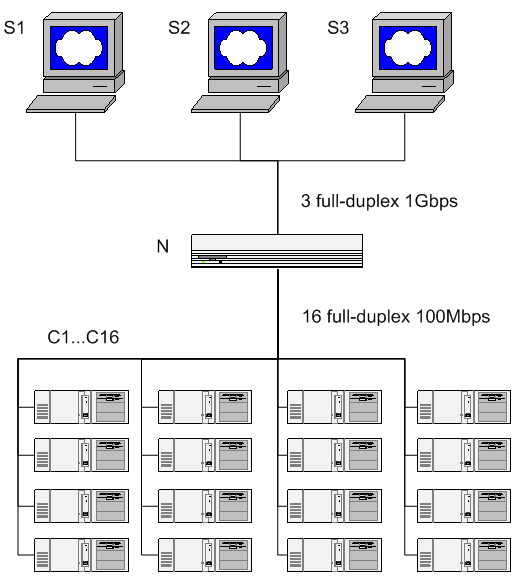 S1
S2
S3
3 full-duplex 1Gbps
N
16 full-duplex 100Mbps
C1...C16